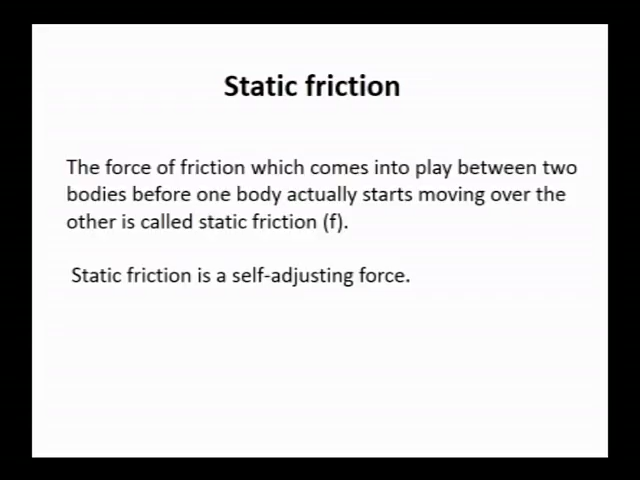 Static friction
The force of friction which comes into play between two
bodies before one body actually starts moving over the
other is called static friction (f).
Static friction is a self-adjusting force.